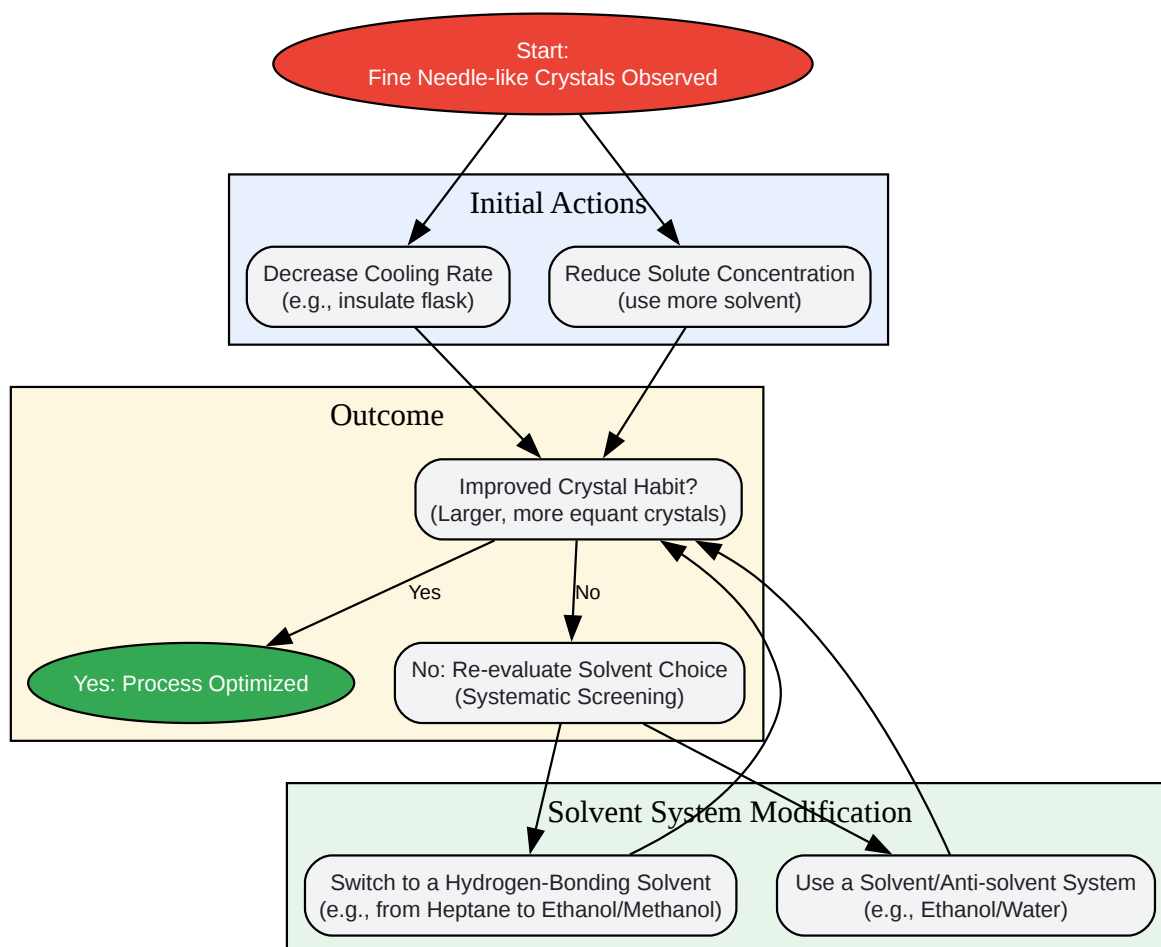 Start:
Fine Needle-like Crystals Observed
Initial Actions
Decrease Cooling Rate
(e.g., insulate flask)
Reduce Solute Concentration
(use more solvent)
Outcome
Improved Crystal Habit?
(Larger, more equant crystals)
Yes
No
Yes: Process Optimized
No: Re-evaluate Solvent Choice
(Systematic Screening)
Solvent System Modification
Switch to a Hydrogen-Bonding Solvent
(e.g., from Heptane to Ethanol/Methanol)
Use a Solvent/Anti-solvent System
(e.g., Ethanol/Water)